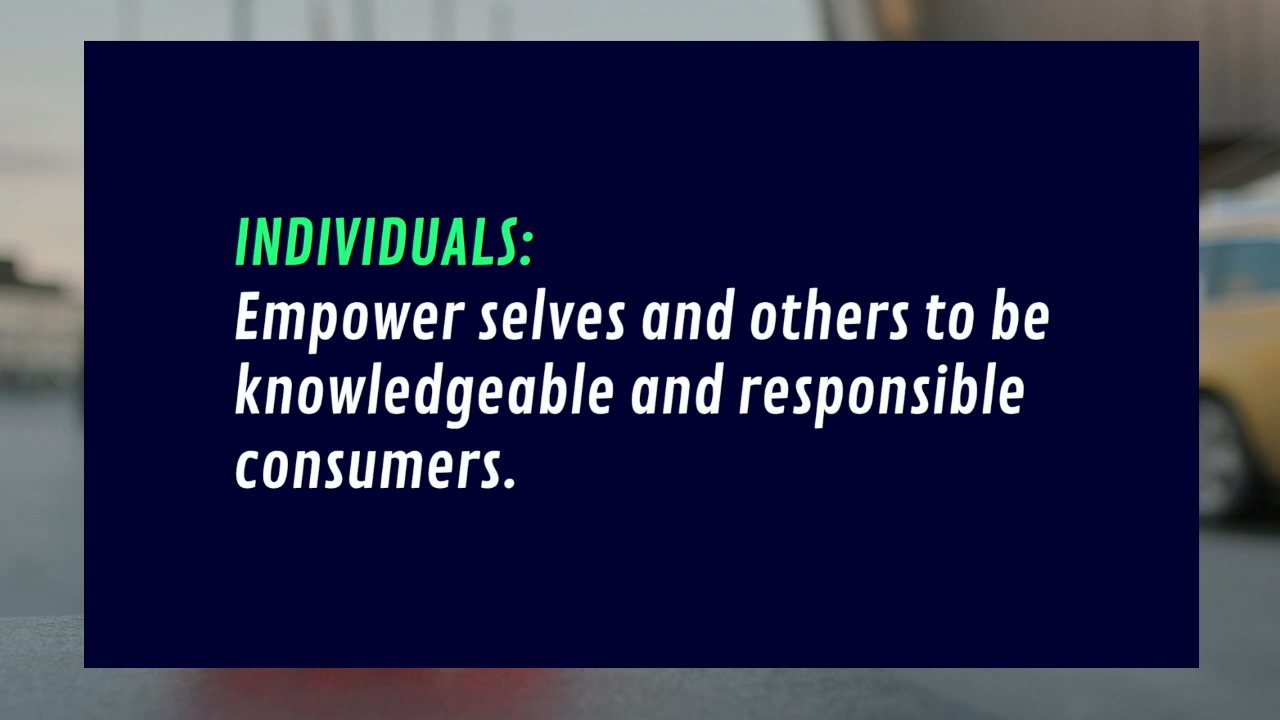 INDIVIDUALS:
Empower selves and others to be
knowledgeable and responsible
consumers.